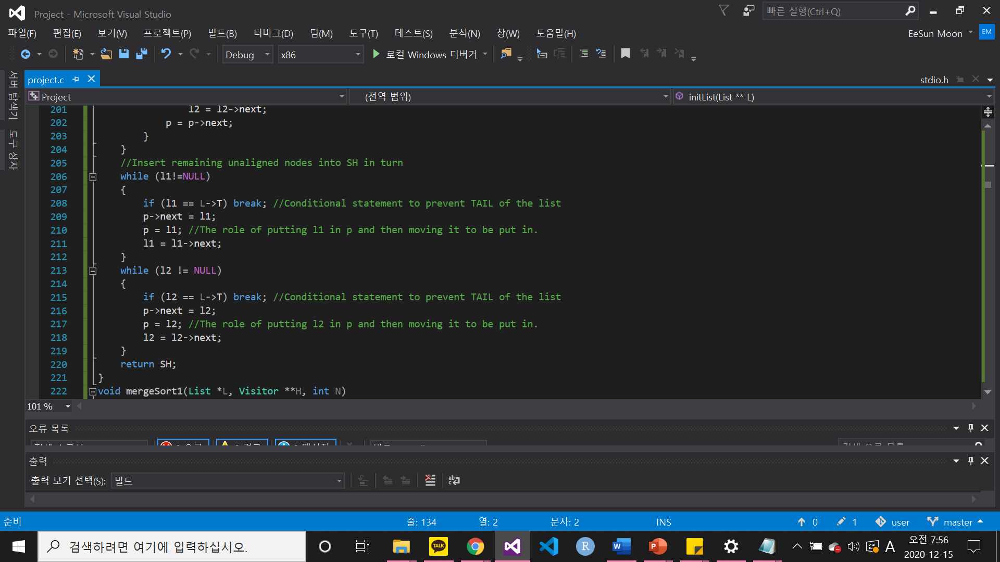 Project - Microsoft Visual Studio
빠른 실행(Ctrl+Q)
파일(F) 편집(E) 보기(V) 프로젝트(P) 빌드(B) 디버그(D) 팀(M) 도구(T) 테스트(S) 분석(N) 창(W) 도움말(H)
EeSun Moon EM
Debug x86 로컬 Windows 디버거
서버 탐색기
도구 상자
project.c stdio.h
Project (전역 범위) initList(List ** L)
201 l2 = l2->next;
202 p = p->next;
203 }
204 }
205 //Insert remaining unaligned nodes into SH in turn
206 while (l1!=NULL)
207 {
208 if (l1 == L->T) break; //Conditional statement to prevent TAIL of the list
209 p->next = l1;
210 p = l1; //The role of putting l1 in p and then moving it to be put in.
211 l1 = l1->next;
212 }
213 while (l2 != NULL)
214 {
215 if (l2 == L->T) break; //Conditional statement to prevent TAIL of the list
216 p->next = l2;
217 p = l2; //The role of putting l2 in p and then moving it to be put in.
218 l2 = l2->next;
219 }
220 return SH;
221 }
222 void mergeSort1(List *L, Visitor **H, int N)
101 %
오류 목록
출력
출력 보기 선택(S): 빌드
준비 줄: 134 열: 2 문자: 2 INS 0 1 user master
검색하려면 여기에 입력하십시오.
TALK
R
W
P
A
오전 7:56
2020-12-15